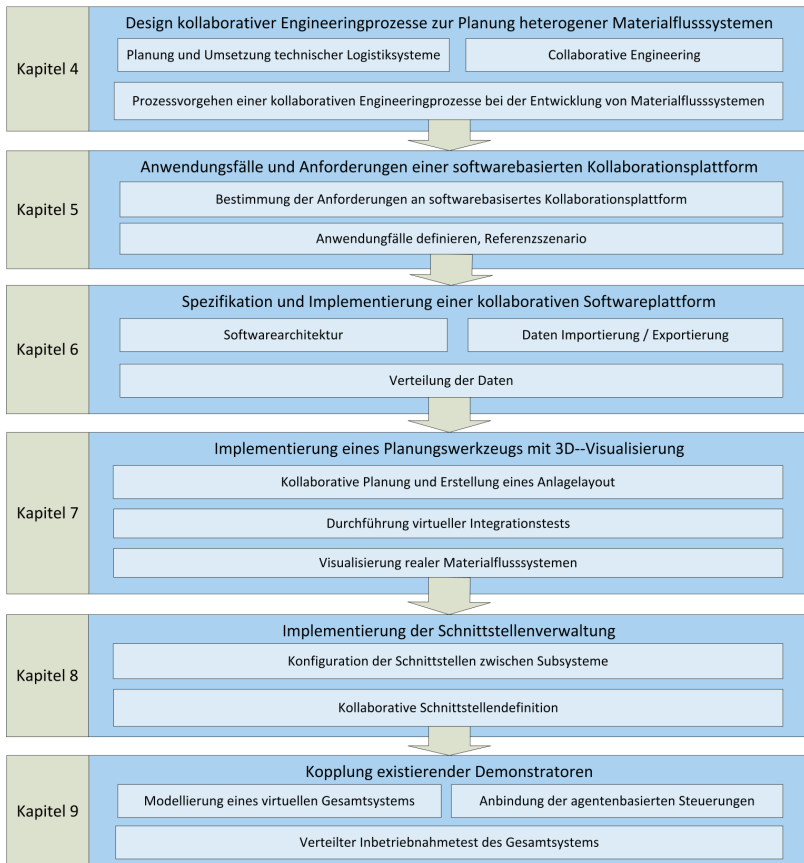 Kapitel 4
Design kollaborativer Engineeringprozesse zur Planung heterogener Materialflusssystemen
Planung und Umsetzung technischer Logistiksysteme
Collaborative Engineering
Prozessvorgehen einer kollaborativen Engineeringprozesse bei der Entwicklung von Materialflusssystemen
Kapitel 5
Anwendungsfälle und Anforderungen einer softwarebasierten Kollaborationsplattform
Bestimmung der Anforderungen an softwarebasisertes Kollaborationsplattform
Anwendungfälle definieren, Referenzszenario
Kapitel 6
Spezifikation und Implementierung einer kollaborativen Softwareplattform
Softwarearchitektur
Daten Importierung / Exportierung
Verteilung der Daten
Kapitel 7
Implementierung eines Planungswerkzeugs mit 3D--Visualisierung
Kollaborative Planung und Erstellung eines Anlagelayout
Durchführung virtueller Integrationstests
Visualisierung realer Materialflusssystemen
Kapitel 8
Implementierung der Schnittstellenverwaltung
Konfiguration der Schnittstellen zwischen Subsysteme
Kollaborative Schnittstellendefinition
Kapitel 9
Kopplung existierender Demonstratoren
Modellierung eines virtuellen Gesamtsystems
Anbindung der agentenbasierten Steuerungen
Verteilter Inbetriebnahmetest des Gesamtsystems